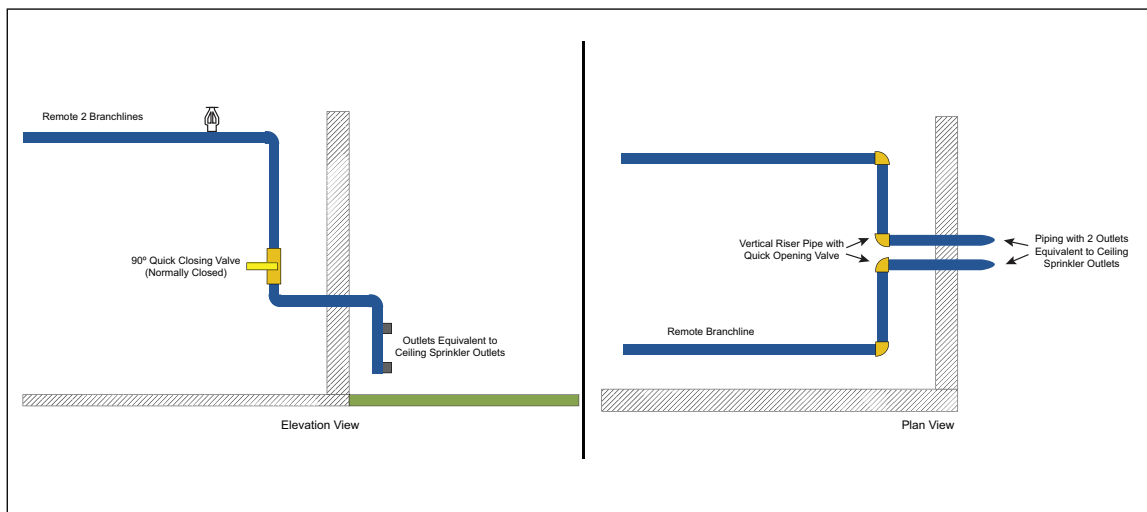 Remote 2 Branchlines
90º Quick Closing Valve
(Normally Closed)
Outlets Equivalent to
Ceiling Sprinkler Outlets
Elevation View
Vertical Riser Pipe with
Quick Opening Valve
Piping with 2 Outlets
Equivalent to Ceiling
Sprinkler Outlets
Remote Branchline
Plan View